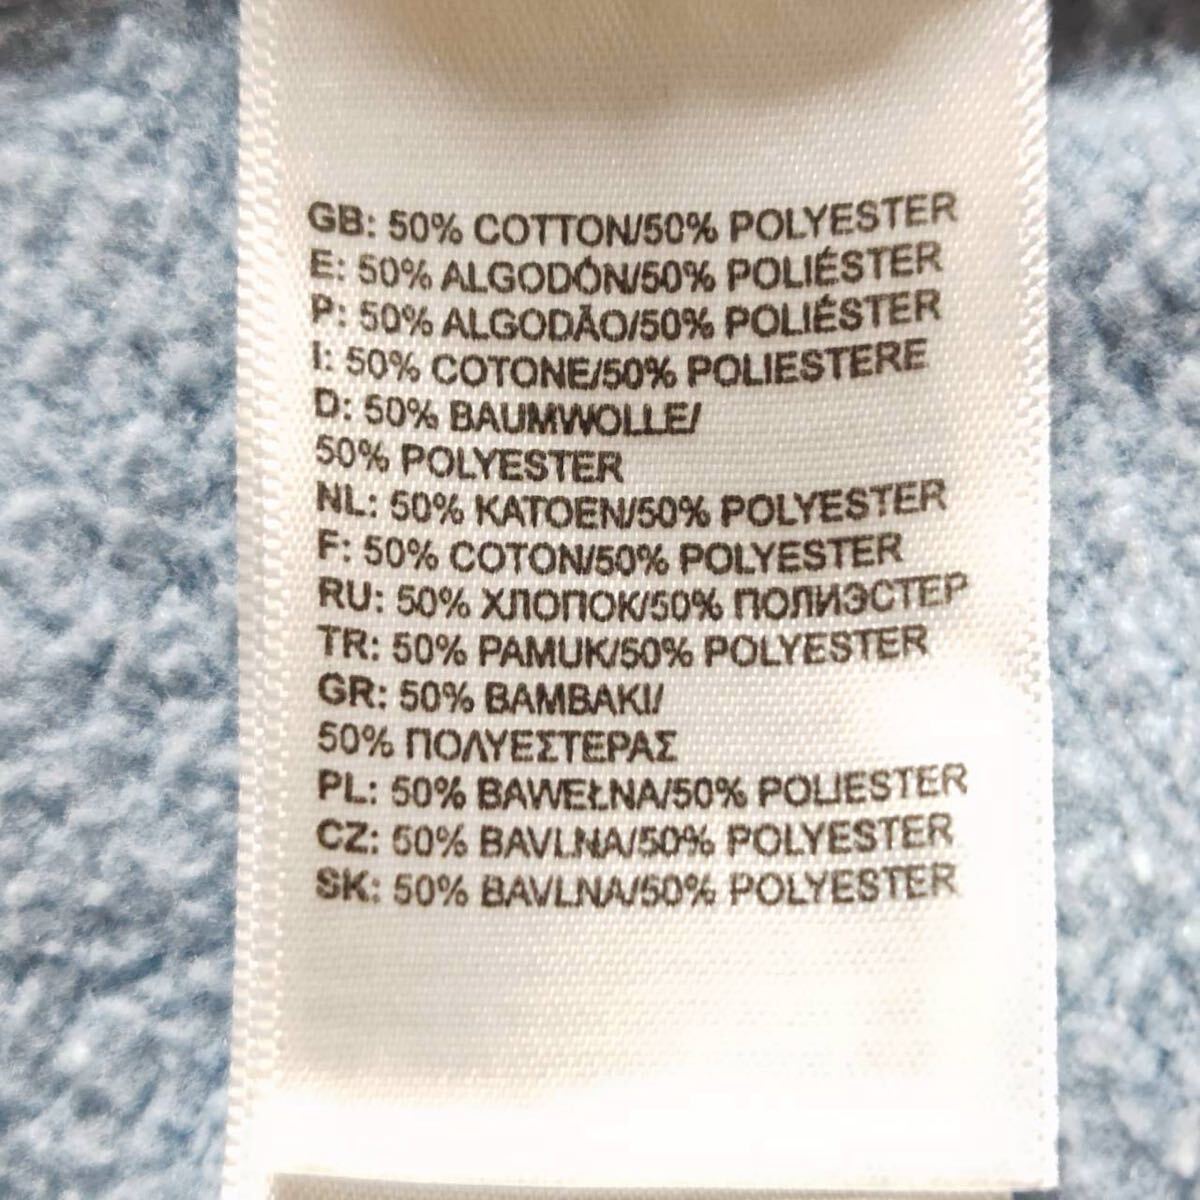 GB: 50% COTTON/50% POLYESTER
E: 50% ALGODÓN/50% POLIÉSTER
P: 50% ALGODÃO/50% POLIÉSTER
I: 50% COTONE/50% POLIESTERE
D: 50% BAUMWOLLE/
50% POLYESTER
NL: 50% KATOEN/50% POLYESTER
F: 50% COTON/50% POLYESTER
RU: 50% ХЛОПОК/50% ПОЛИЭСТЕР
TR: 50% PAMUK/50% POLYESTER
GR: 50% ΒΑΜΒΑΚΙ/
50% ΠΟΛΥΕΣΤΕΡΑΣ
PL: 50% BAWEŁNA/50% POLIESTER
CZ: 50% BAVLNA/50% POLYESTER
SK: 50% BAVLNA/50% POLYESTER